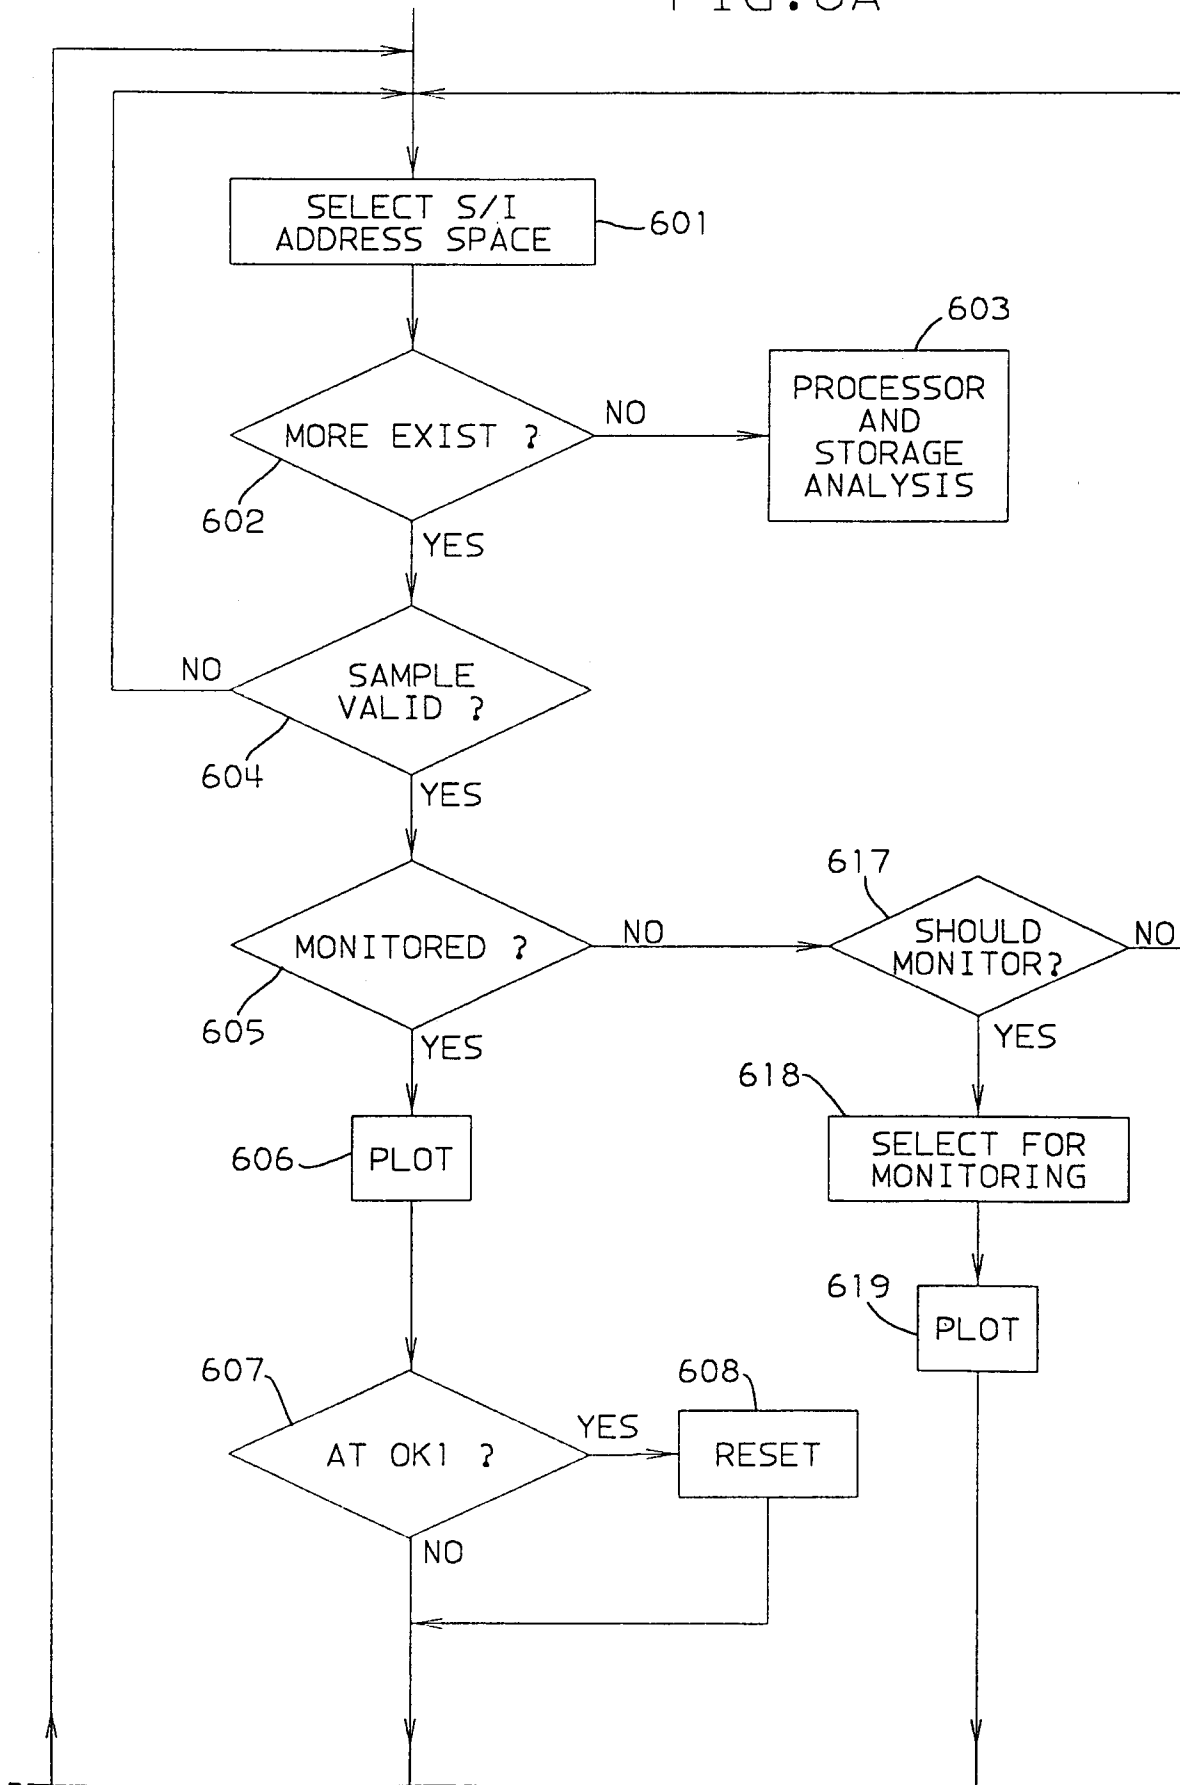 SELECT S/I
ADDRESS SPACE
601
603
PROCESSOR
AND
STORAGE
ANALYSIS
MORE EXIST ?
NO
602
YES
SAMPLE
VALID ?
NO
604
YES
MONITORED ?
NO
605
YES
617
SHOULD
MONITOR?
NO
YES
618
SELECT FOR
MONITORING
606
PLOT
619
PLOT
607
AT OK1 ?
YES
608
RESET
NO